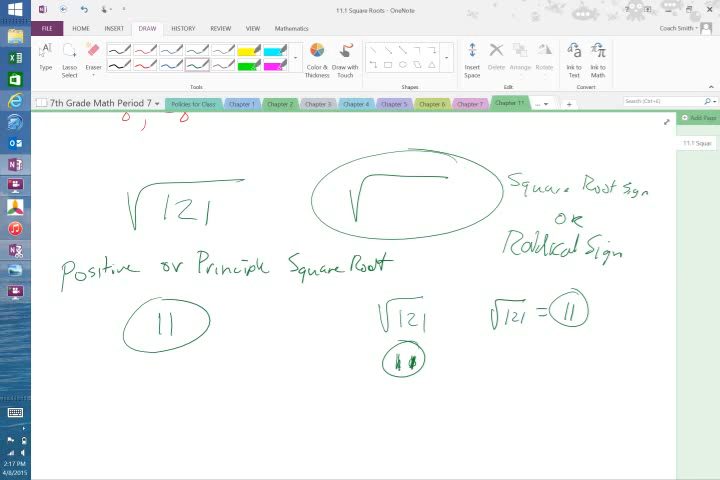 11.1 Square Roots - OneNote
FILE HOME INSERT DRAW HISTORY REVIEW VIEW Mathematics
Coach Smith
Type Lasso Select Eraser
Color & Thickness Draw with Touch
Insert Space Delete Arrange Rotate
Ink to Text Ink to Math
Tools Shapes Edit Convert
7th Grade Math Period 7 Policies for Class Chapter 1 Chapter 2 Chapter 3 Chapter 4 Chapter 5 Chapter 6 Chapter 7 Chapter 11 ... + Search (Ctrl+E)
Add Page
11.1 Squar
√121 √
Square Root Sign
or
Radical Sign
Positive or Principle Square Root
11
√121 √121 = 11
11
2:17 PM
4/8/2015